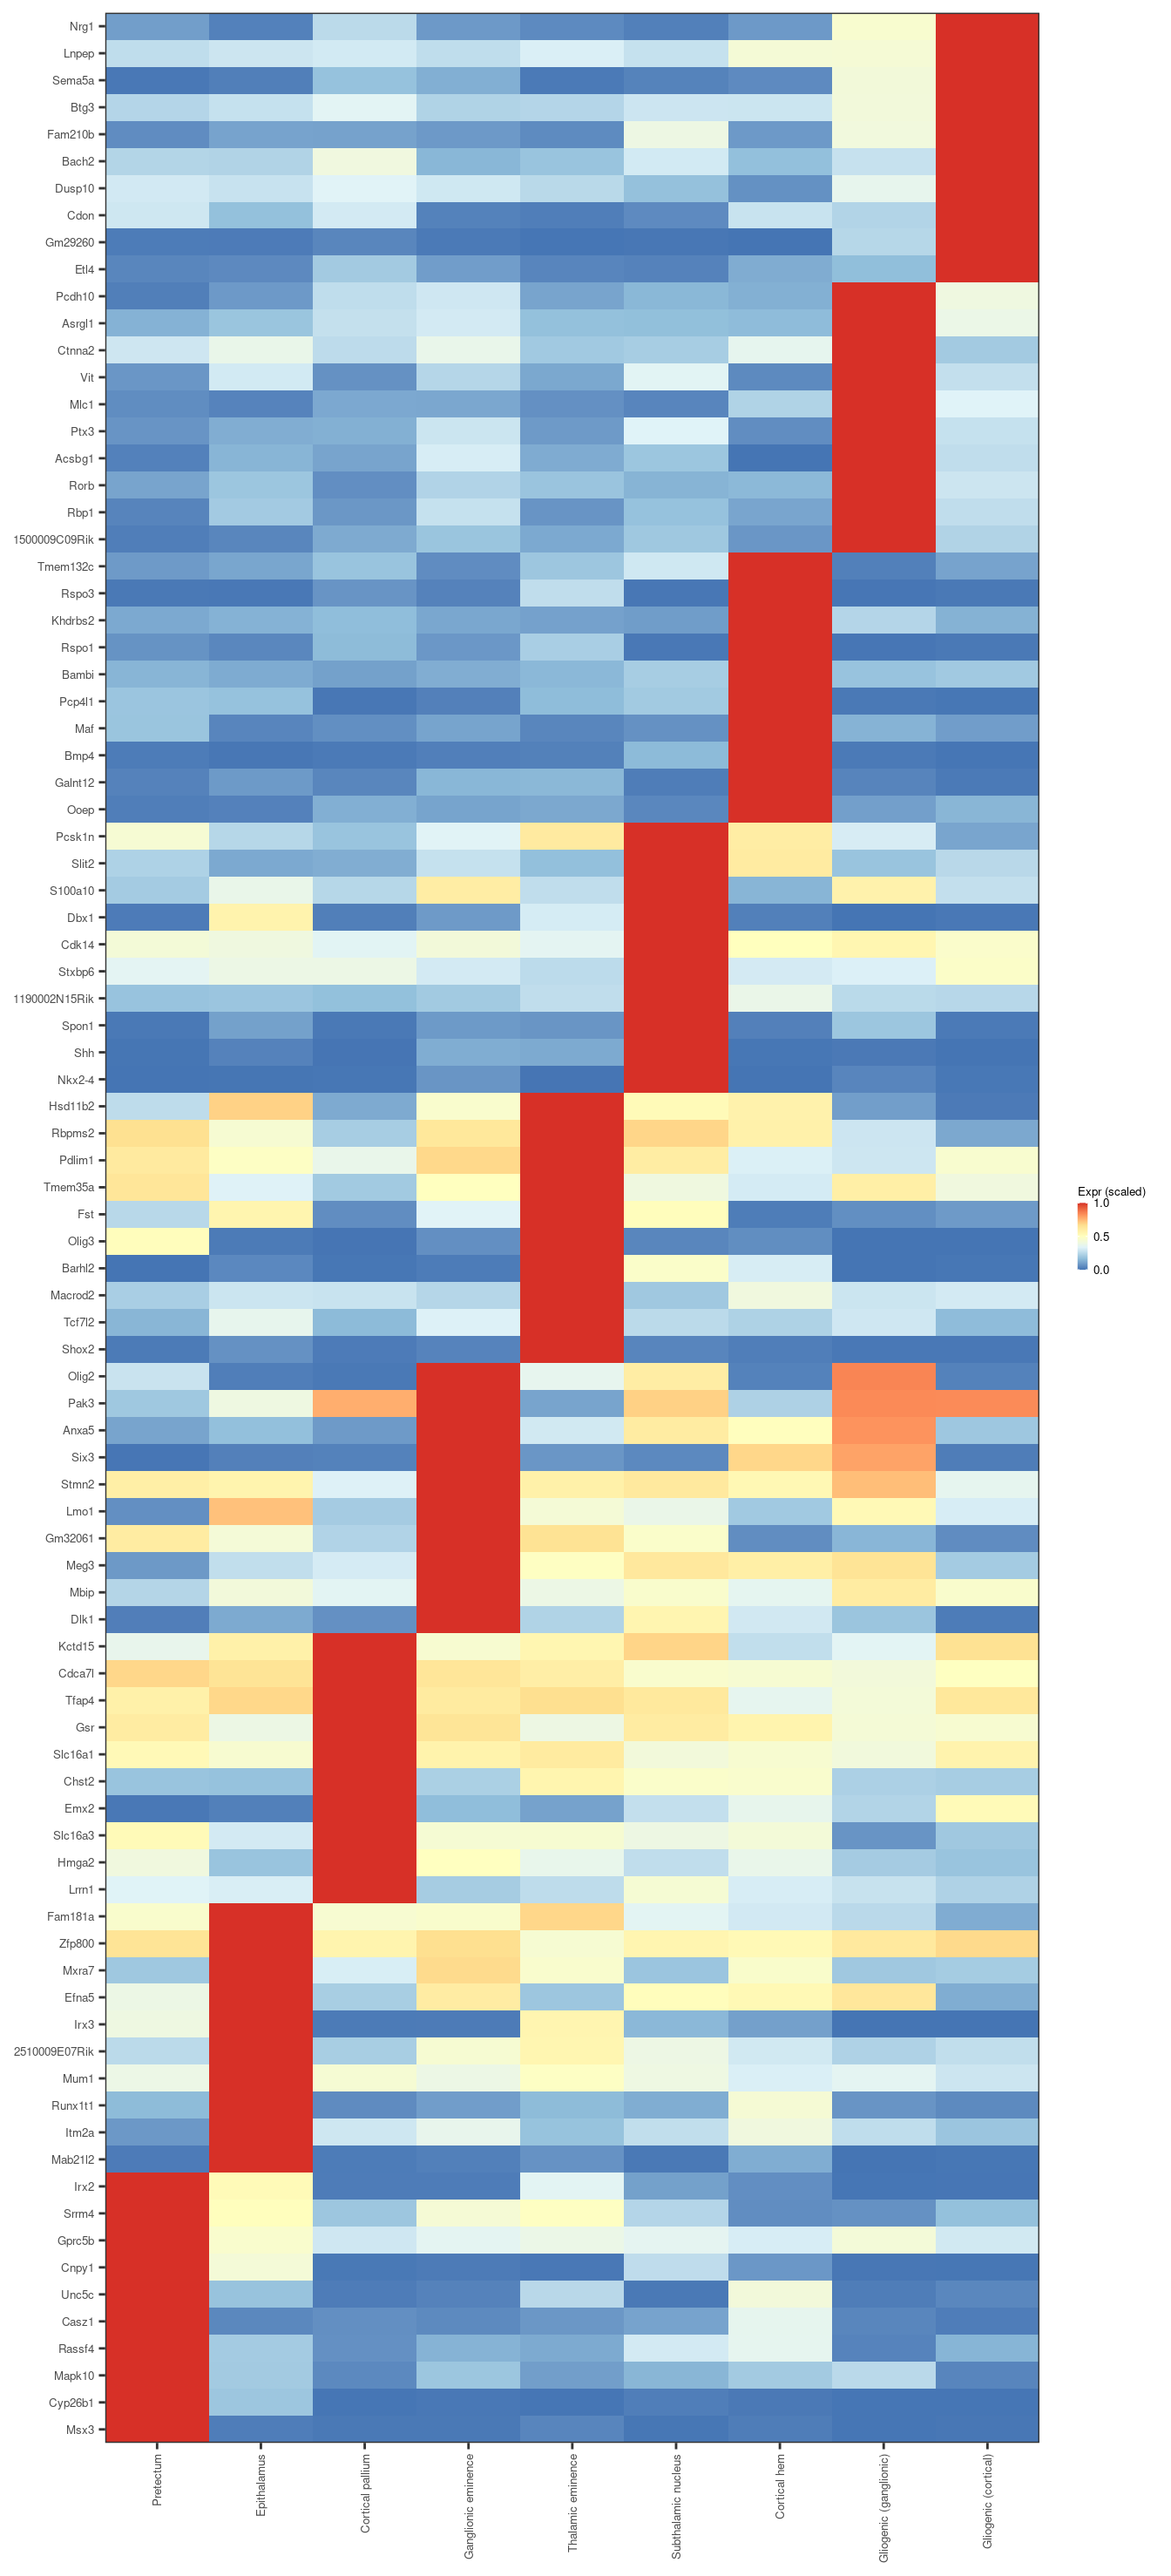 Nrg1
Lnpep
Sema5a
Btg3
Fam210b
Bach2
Dusp10
Cdon
Gm29260
Etl4
Pcdh10
Asrgl1
Ctnna2
Vit
Mlc1
Ptx3
Acsbg1
Rorb
Rbp1
1500009C09Rik
Tmem132c
Rspo3
Khdrbs2
Rspo1
Bambi
Pcp4l1
Maf
Bmp4
Galnt12
Ooep
Pcsk1n
Slit2
S100a10
Dbx1
Cdk14
Stxbp6
1190002N15Rik
Spon1
Shh
Nkx2-4
Hsd11b2
Rbpms2
Pdlim1
Tmem35a
Fst
Olig3
Barhl2
Macrod2
Tcf7l2
Shox2
Olig2
Pak3
Anxa5
Six3
Stmn2
Lmo1
Gm32061
Meg3
Mbip
Dlk1
Kctd15
Cdca7l
Tfap4
Gsr
Slc16a1
Chst2
Emx2
Slc16a3
Hmga2
Lrrn1
Fam181a
Zfp800
Mxra7
Efna5
Irx3
2510009E07Rik
Mum1
Runx1t1
Itm2a
Mab21l2
Irx2
Srrm4
Gprc5b
Cnpy1
Unc5c
Casz1
Rassf4
Mapk10
Cyp26b1
Msx3
Pretectum
Epithalamus
Cortical pallium
Ganglionic eminence
Thalamic eminence
Subthalamic nucleus
Cortical hem
Gliogenic (ganglionic)
Gliogenic (cortical)
Expr (scaled)
1.0
0.5
0.0